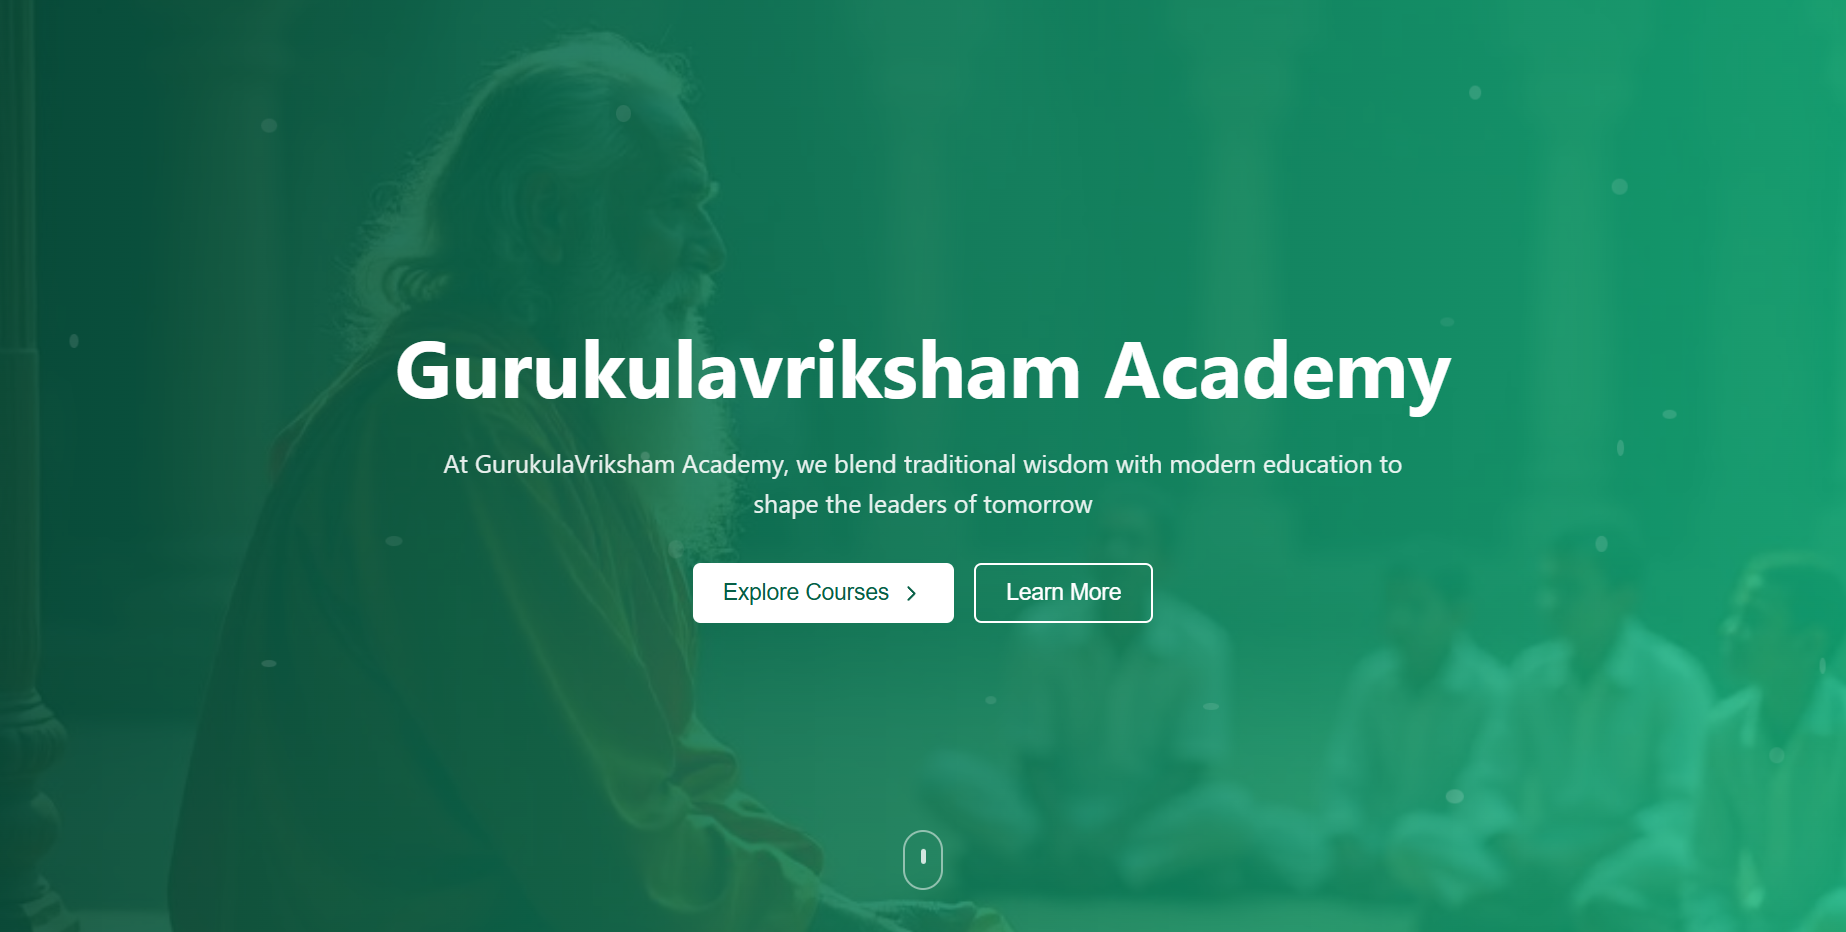 Gurukulavriksham Academy
At GurukulaVriksham Academy, we blend traditional wisdom with modern education to
shape the leaders of tomorrow
Explore Courses
Learn More